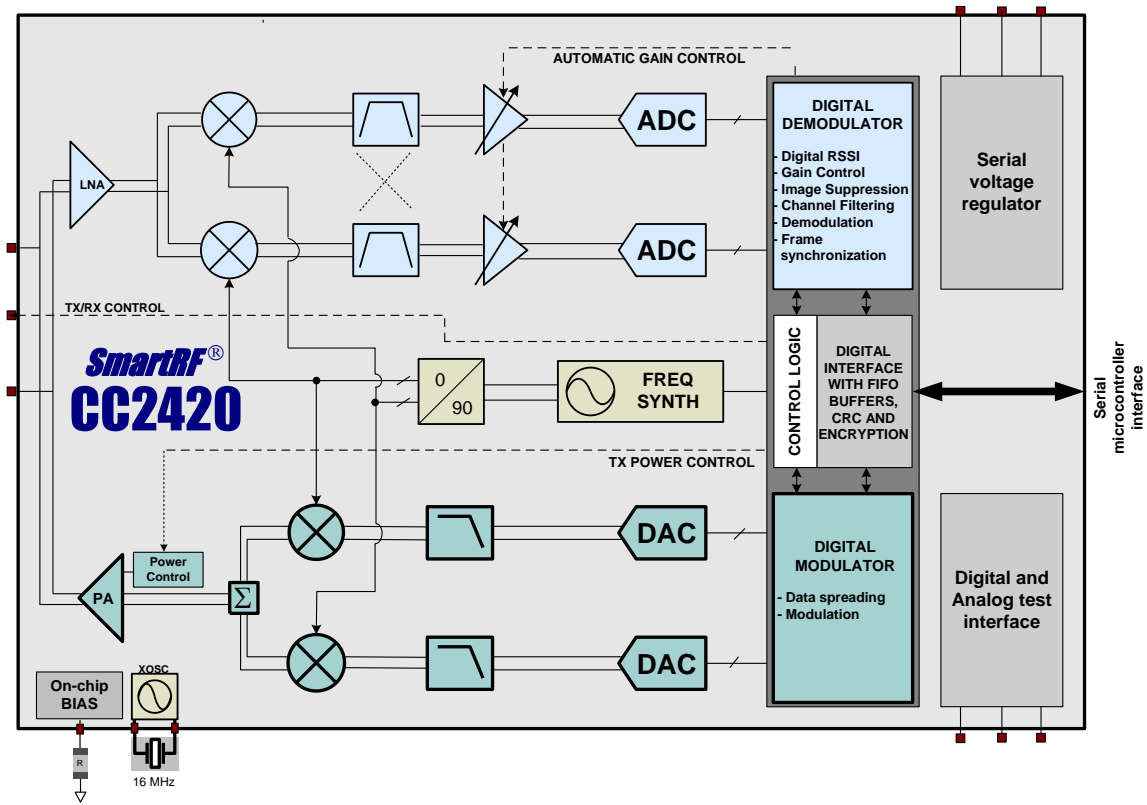 AUTOMATIC GAIN CONTROL
LNA
ADC
ADC
DIGITAL
DEMODULATOR
- Digital RSSI
- Gain Control
- Image Suppression
- Channel Filtering
- Demodulation
- Frame
synchronization
Serial
voltage
regulator
TX/RX CONTROL
SmartRF®
CC2420
0
90
FREQ
SYNTH
CONTROL LOGIC
DIGITAL
INTERFACE
WITH FIFO
BUFFERS,
CRC AND
ENCRYPTION
Serial
microcontroller
interface
TX POWER CONTROL
Power
Control
PA
Σ
DAC
DAC
DIGITAL
MODULATOR
- Data spreading
- Modulation
Digital and
Analog test
interface
On-chip
BIAS
XOSC
R
16 MHz